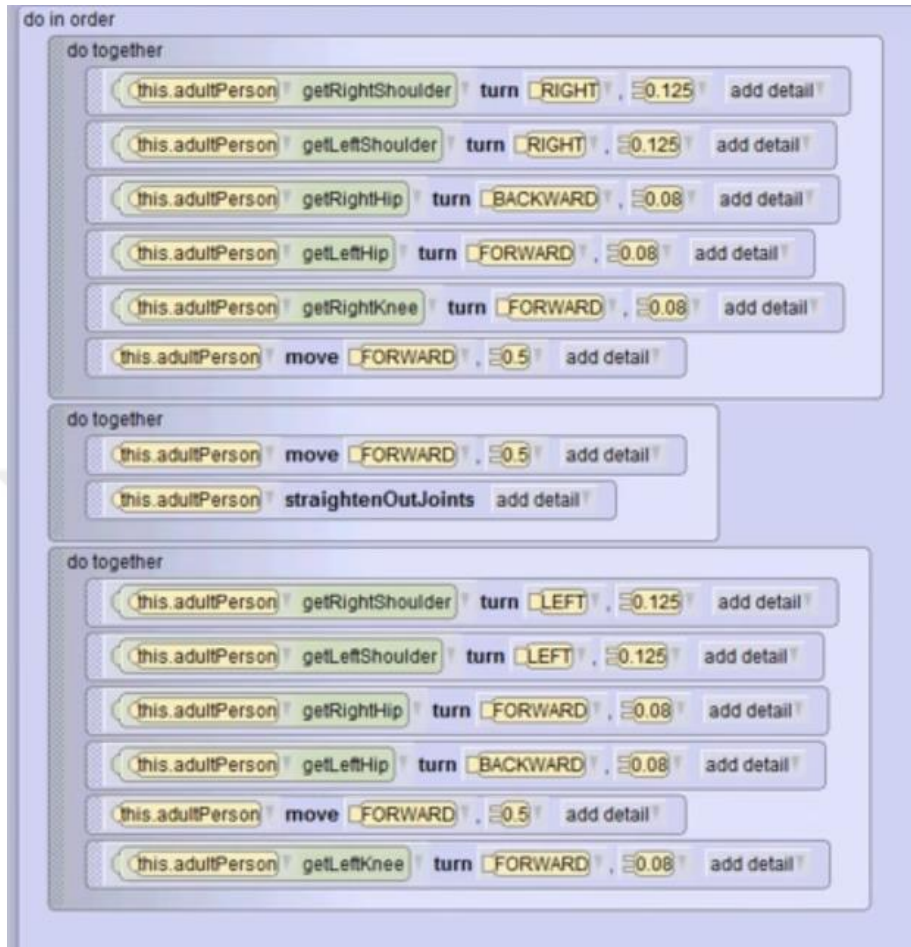 do in order
do together
this.adultPerson getRightShoulder turn RIGHT , 0.125 add detail
this.adultPerson getLeftShoulder turn RIGHT , 0.125 add detail
this.adultPerson getRightHip turn BACKWARD , 0.08 add detail
this.adultPerson getLeftHip turn FORWARD , 0.08 add detail
this.adultPerson getRightKnee turn FORWARD , 0.08 add detail
this.adultPerson move FORWARD , 0.5 add detail
do together
this.adultPerson move FORWARD , 0.5 add detail
this.adultPerson straightenOutJoints add detail
do together
this.adultPerson getRightShoulder turn LEFT , 0.125 add detail
this.adultPerson getLeftShoulder turn LEFT , 0.125 add detail
this.adultPerson getRightHip turn FORWARD , 0.08 add detail
this.adultPerson getLeftHip turn BACKWARD , 0.08 add detail
this.adultPerson move FORWARD , 0.5 add detail
this.adultPerson getLeftKnee turn FORWARD , 0.08 add detail